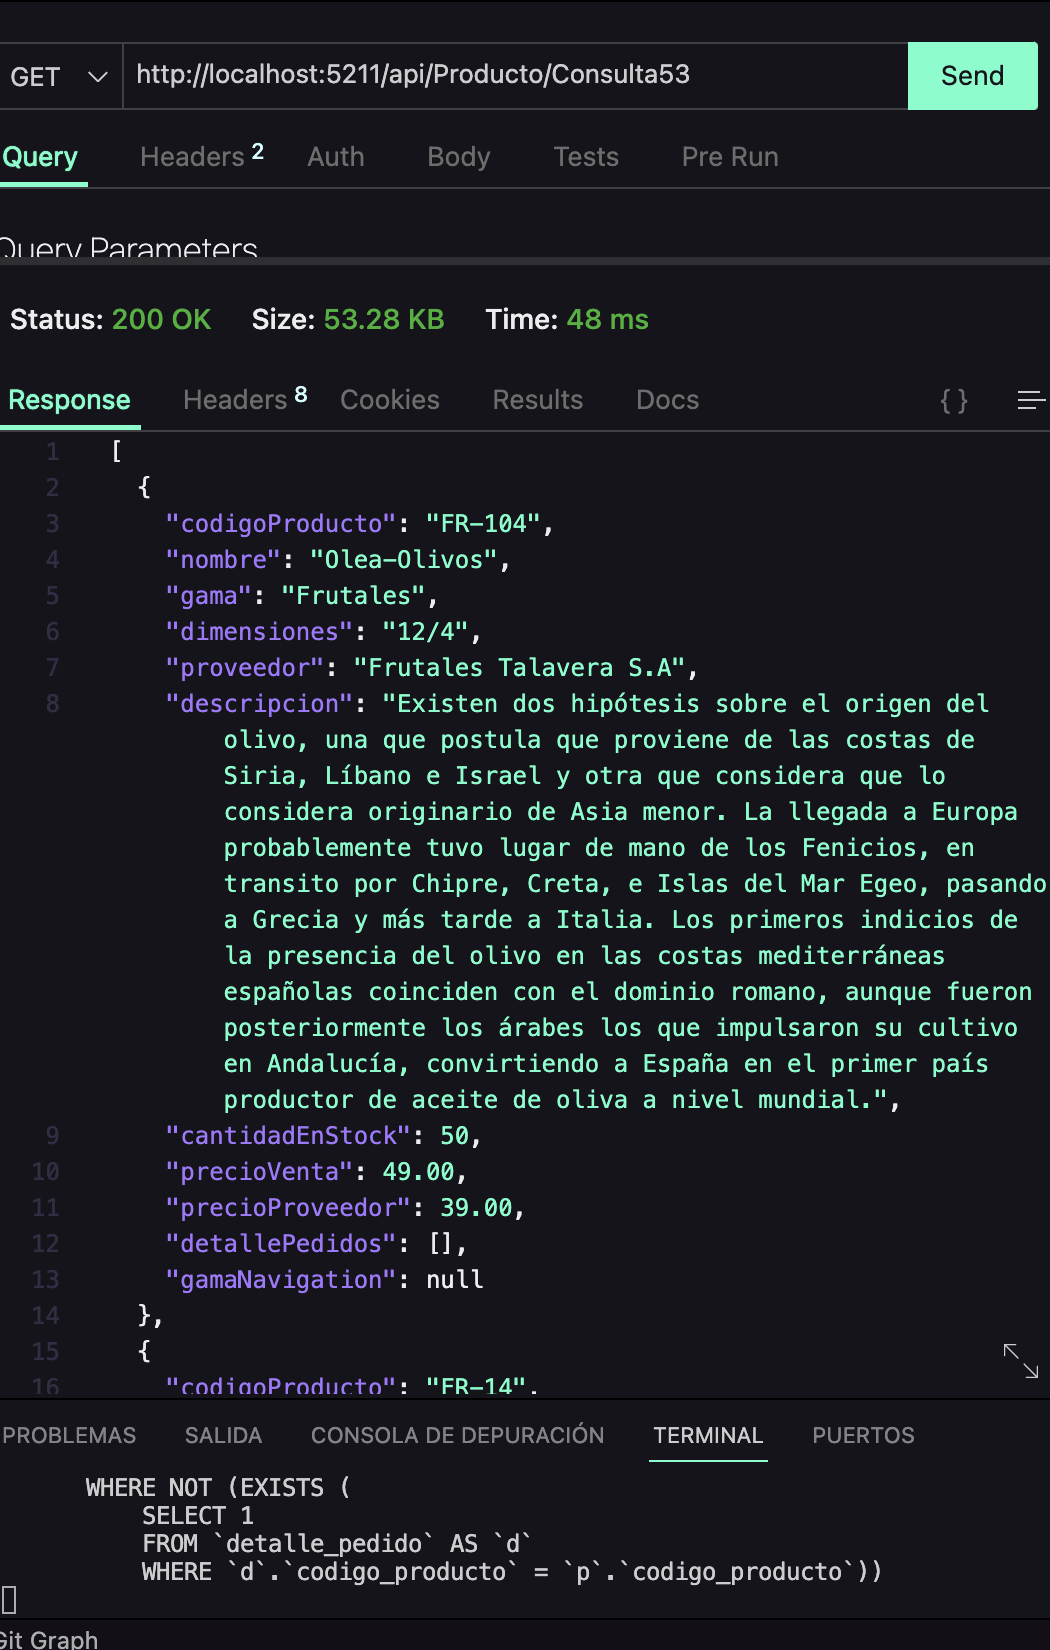 GET http://localhost:5211/api/Producto/Consulta53 Send
Query Headers 2 Auth Body Tests Pre Run
Query Parameters
Status: 200 OK Size: 53.28 KB Time: 48 ms
Response Headers 8 Cookies Results Docs { }
1 [
2 {
3 "codigoProducto": "FR-104",
4 "nombre": "Olea-Olivos",
5 "gama": "Frutales",
6 "dimensiones": "12/4",
7 "proveedor": "Frutales Talavera S.A",
8 "descripcion": "Existen dos hipótesis sobre el origen del
olivo, una que postula que proviene de las costas de
Siria, Líbano e Israel y otra que considera que lo
considera originario de Asia menor. La llegada a Europa
probablemente tuvo lugar de mano de los Fenicios, en
transito por Chipre, Creta, e Islas del Mar Egeo, pasando
a Grecia y más tarde a Italia. Los primeros indicios de
la presencia del olivo en las costas mediterráneas
españolas coinciden con el dominio romano, aunque fueron
posteriormente los árabes los que impulsaron su cultivo
en Andalucía, convirtiendo a España en el primer país
productor de aceite de oliva a nivel mundial.",
9 "cantidadEnStock": 50,
10 "precioVenta": 49.00,
11 "precioProveedor": 39.00,
12 "detallePedidos": [],
13 "gamaNavigation": null
14 },
15 {
16 "codigoProducto": "FR-14",
PROBLEMAS SALIDA CONSOLA DE DEPURACIÓN TERMINAL PUERTOS
WHERE NOT (EXISTS (
SELECT 1
FROM `detalle_pedido` AS `d`
WHERE `d`.`codigo_producto` = `p`.`codigo_producto`))
Git Graph